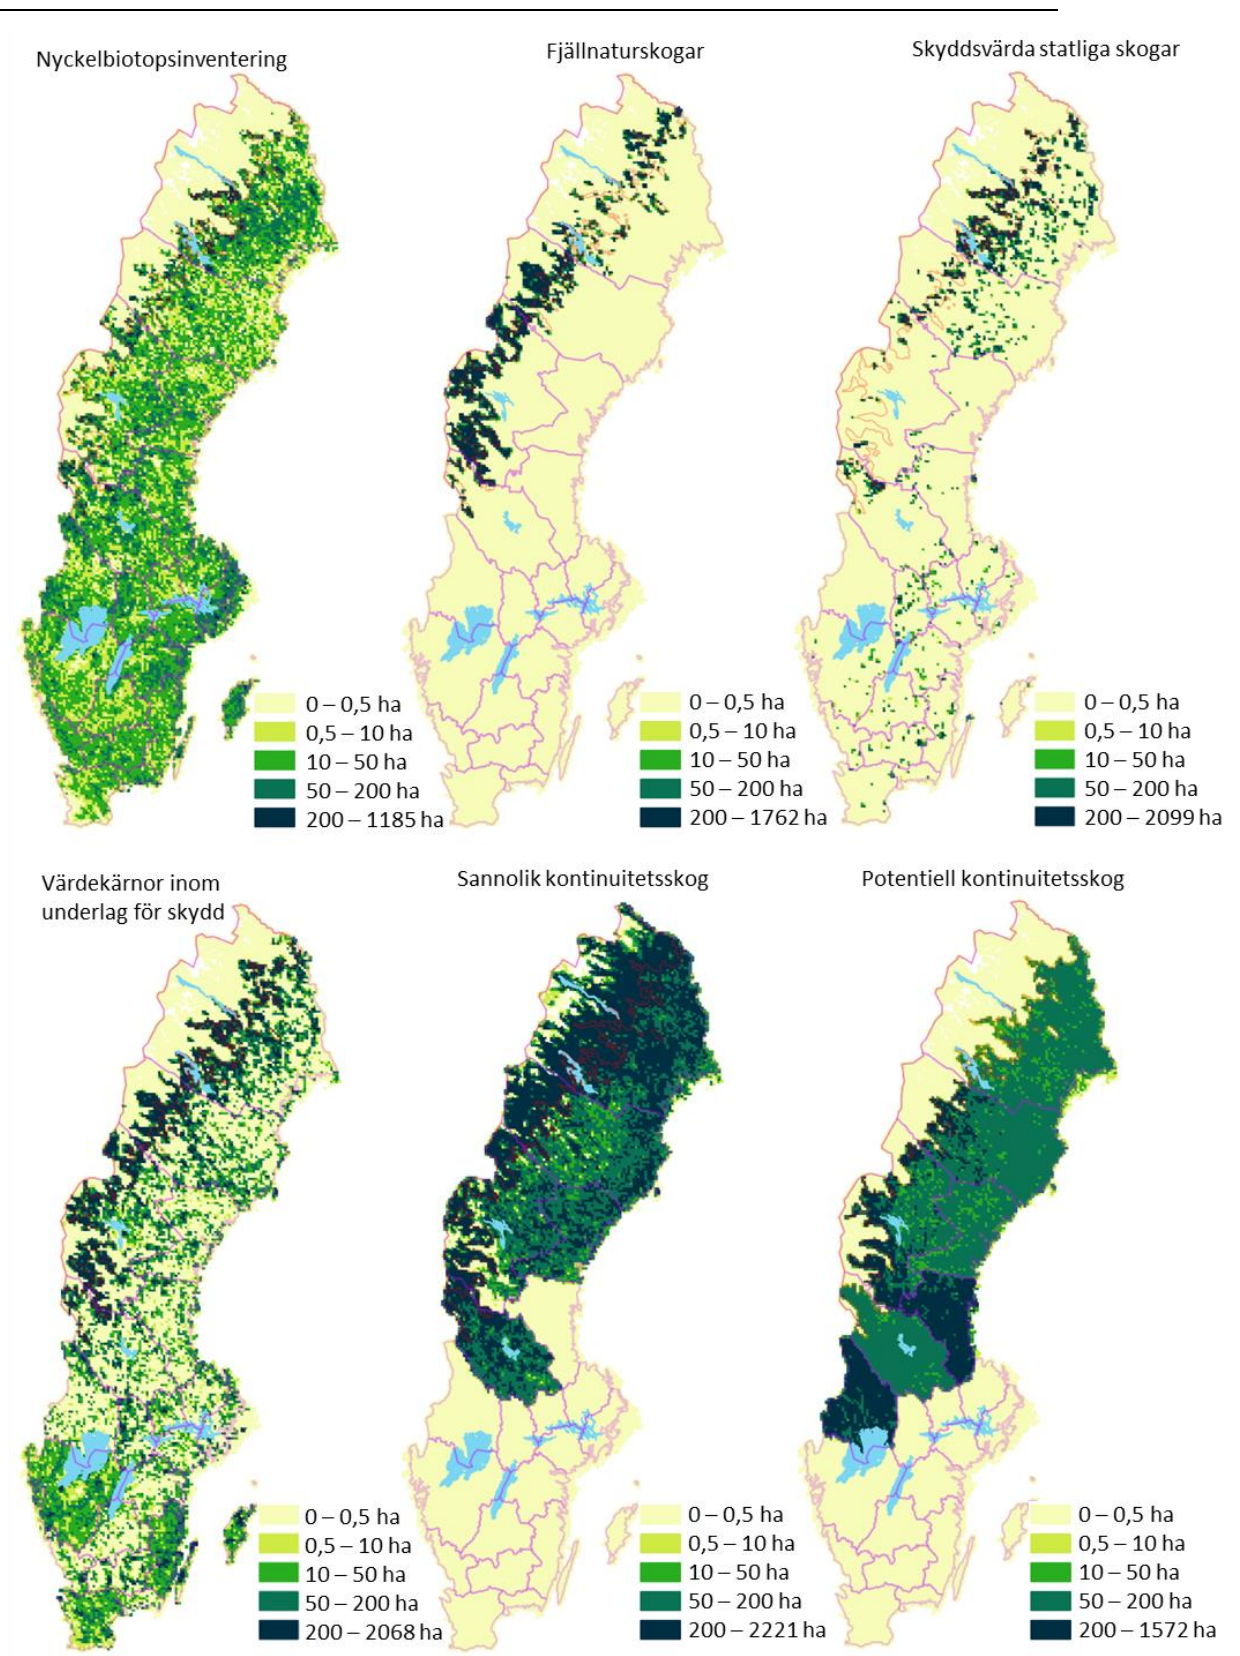 Nyckelbiotopsinventering
0 – 0,5 ha
0,5 – 10 ha
10 – 50 ha
50 – 200 ha
200 – 1185 ha
Fjällnaturskogar
0 – 0,5 ha
0,5 – 10 ha
10 – 50 ha
50 – 200 ha
200 – 1762 ha
Skyddsvärda statliga skogar
0 – 0,5 ha
0,5 – 10 ha
10 – 50 ha
50 – 200 ha
200 – 2099 ha
Värdekärnor inom
underlag för skydd
0 – 0,5 ha
0,5 – 10 ha
10 – 50 ha
50 – 200 ha
200 – 2068 ha
Sannolik kontinuitetsskog
0 – 0,5 ha
0,5 – 10 ha
10 – 50 ha
50 – 200 ha
200 – 2221 ha
Potentiell kontinuitetsskog
0 – 0,5 ha
0,5 – 10 ha
10 – 50 ha
50 – 200 ha
200 – 1572 ha